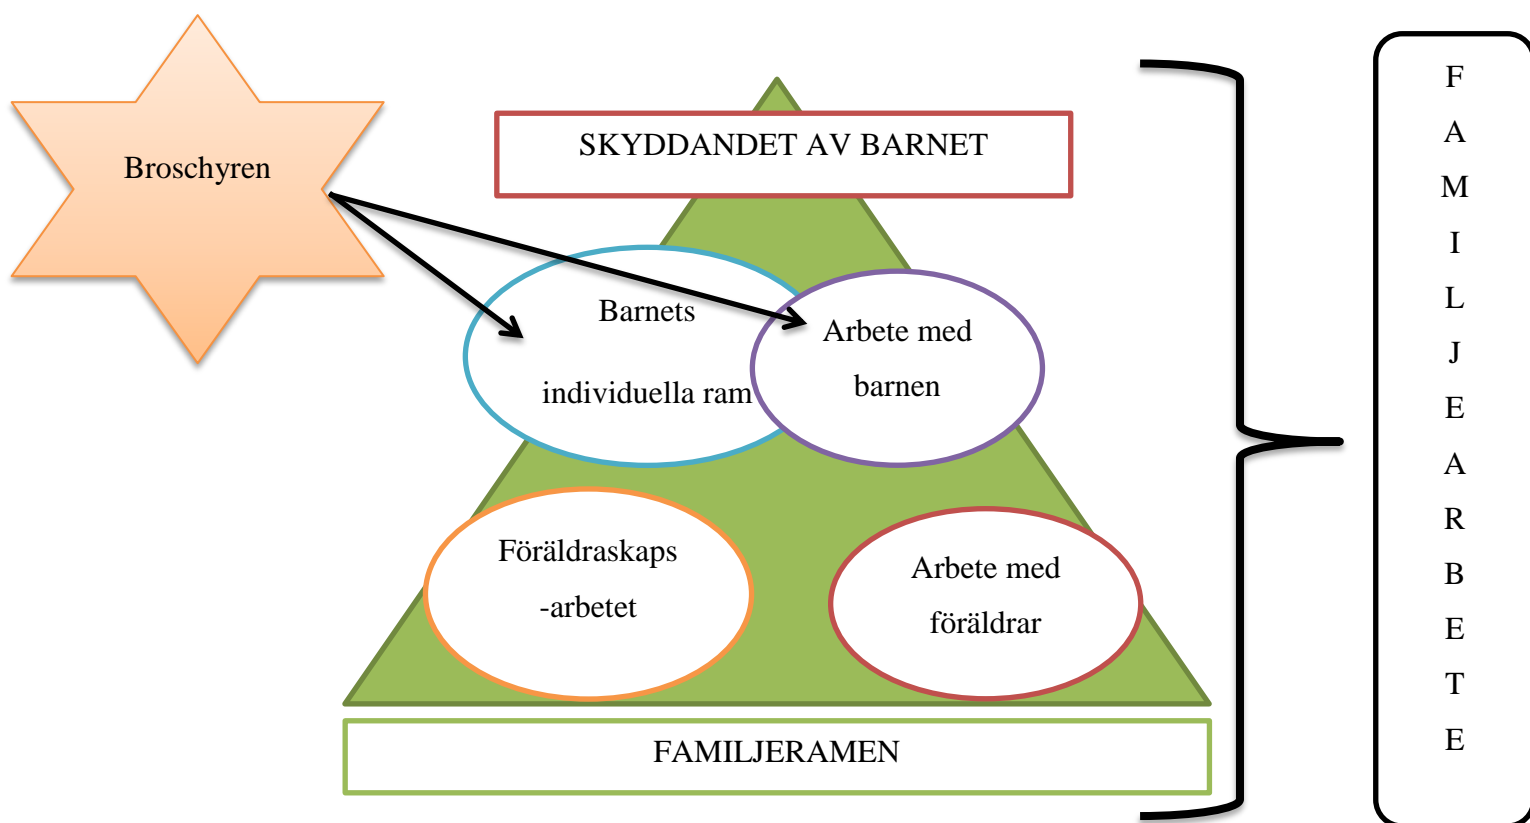 Broschyren
SKYDDANDET AV BARNET
Barnets
individuella ram
Arbete med
barnen
Föräldraskaps
-arbetet
Arbete med
föräldrar
FAMILJERAMEN
F
A
M
I
L
J
E
A
R
B
E
T
E